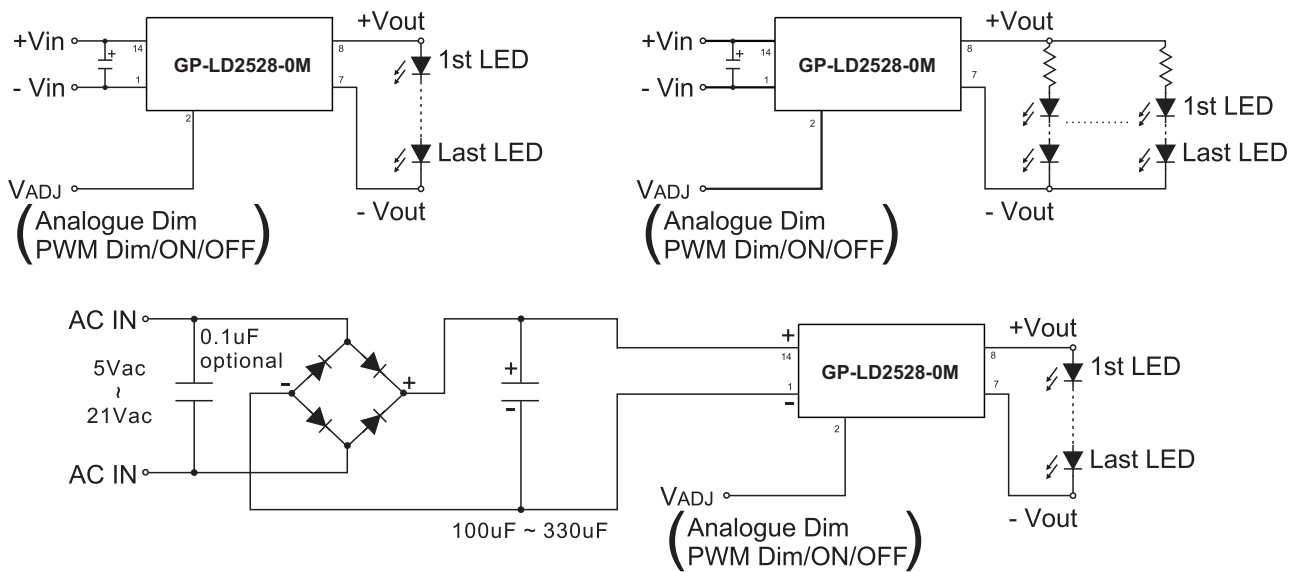 +Vout
+Vin
14
8
GP-LD2528-0M
1st LED
- Vin
1
7
2
Last LED
VADJ
- Vout
(Analogue Dim
PWM Dim/ON/OFF)
+Vout
+Vin
14
8
GP-LD2528-0M
- Vin
1
7
1st LED
2
Last LED
VADJ
- Vout
(Analogue Dim
PWM Dim/ON/OFF)
AC IN
0.1uF
optional
5Vac
~
21Vac
AC IN
-
+
+
-
100uF ~ 330uF
+
14
8
+Vout
GP-LD2528-0M
1st LED
1
7
-
2
Last LED
VADJ
- Vout
(Analogue Dim
PWM Dim/ON/OFF)